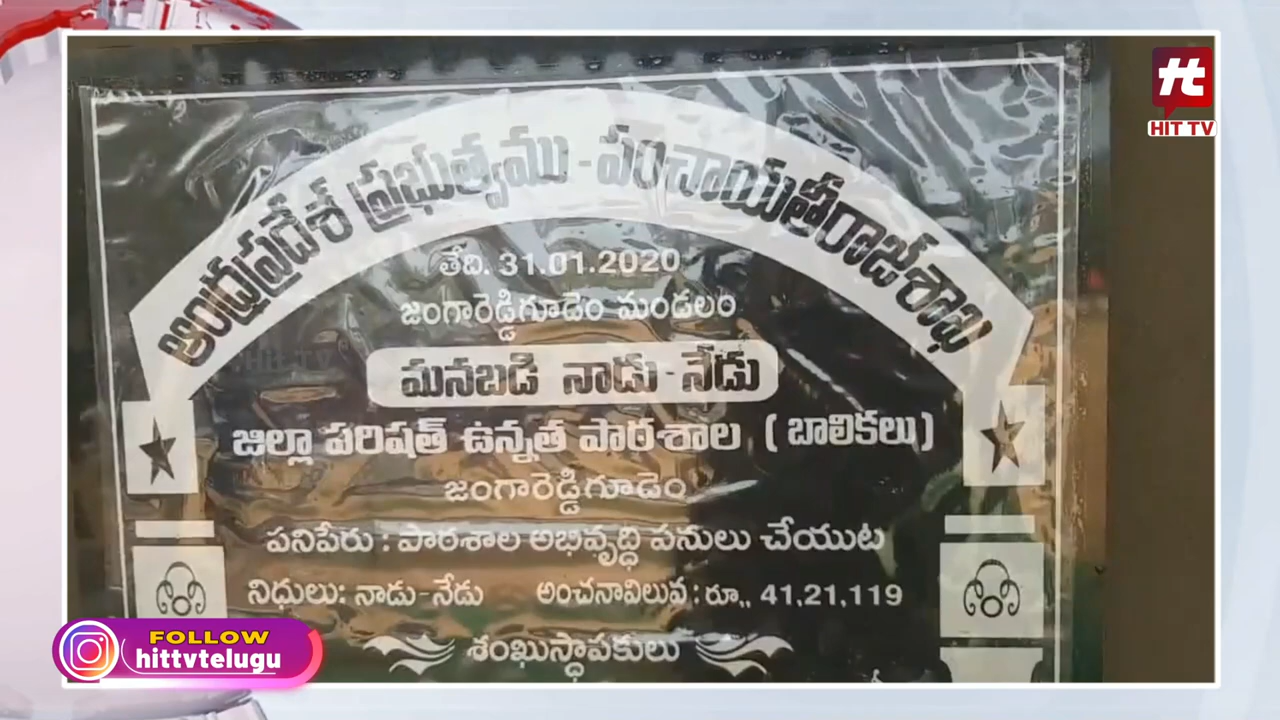 ఆంధ్రప్రదేశ్ ప్రభుత్వము - పంచాయతీరాజ్ శాఖ
తేది. 31.01.2020
జంగారెడ్డిగూడెం మండలం
మనబడి నాడు - నేడు
జిల్లా పరిషత్ ఉన్నత పాఠశాల ( బాలికలు )
జంగారెడ్డిగూడెం
పనిపేరు : పాఠశాల అభివృద్ధి పనులు చేయుట
నిధులు: నాడు-నేడు అంచనావిలువ : రూ,, 41,21,119
శంఖుస్థాపకులు
HIT TV
FOLLOW
hittvtelugu